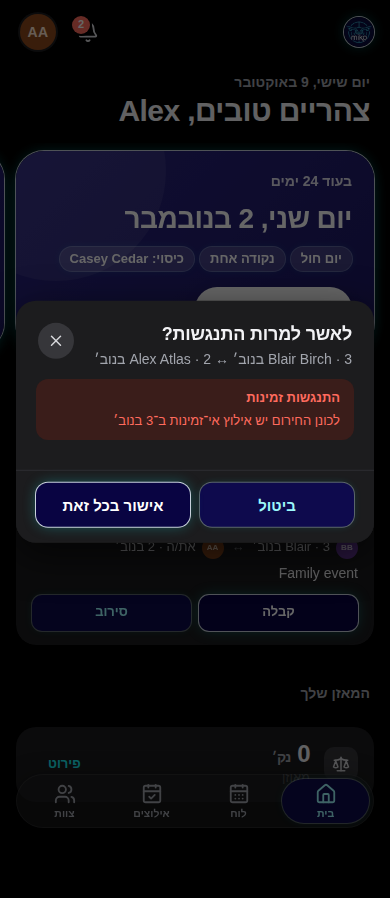 AA
2
יום שישי, 9 באוקטובר
צהריים טובים, Alex
בעוד 24 ימים
יום שני, 2 בנובמבר
יום חול
נקודה אחת
כיסוי: Casey Cedar
לאשר למרות התנגשות?
Blair Birch · 3 בנוב׳ ↔ Alex Atlas · 2 בנוב׳
התנגשות זמינות
לכונן החירום יש אילוץ אי־זמינות ב־3 בנוב׳
ביטול
אישור בכל זאת
BB
Blair · 3 בנוב׳ ↔ AA את/ה · 2 בנוב׳
Family event
קבלה
סירוב
המאזן שלך
0 נק׳
פירוט
בית
לוח
אילוצים
צוות